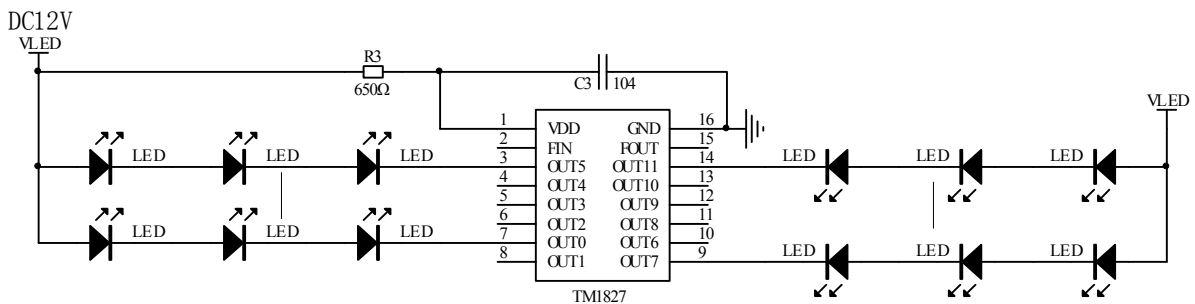 DC12V
VLED
R3
650Ω
C3 104
VLED
1 VDD GND 16
2 FIN FOUT 15
LED LED LED 3 OUT5 OUT11 14 LED LED LED
4 OUT4 OUT10 13
5 OUT3 OUT9 12
6 OUT2 OUT8 11
LED LED LED 7 OUT0 OUT6 10
8 OUT1 OUT7 9 LED LED LED
TM1827